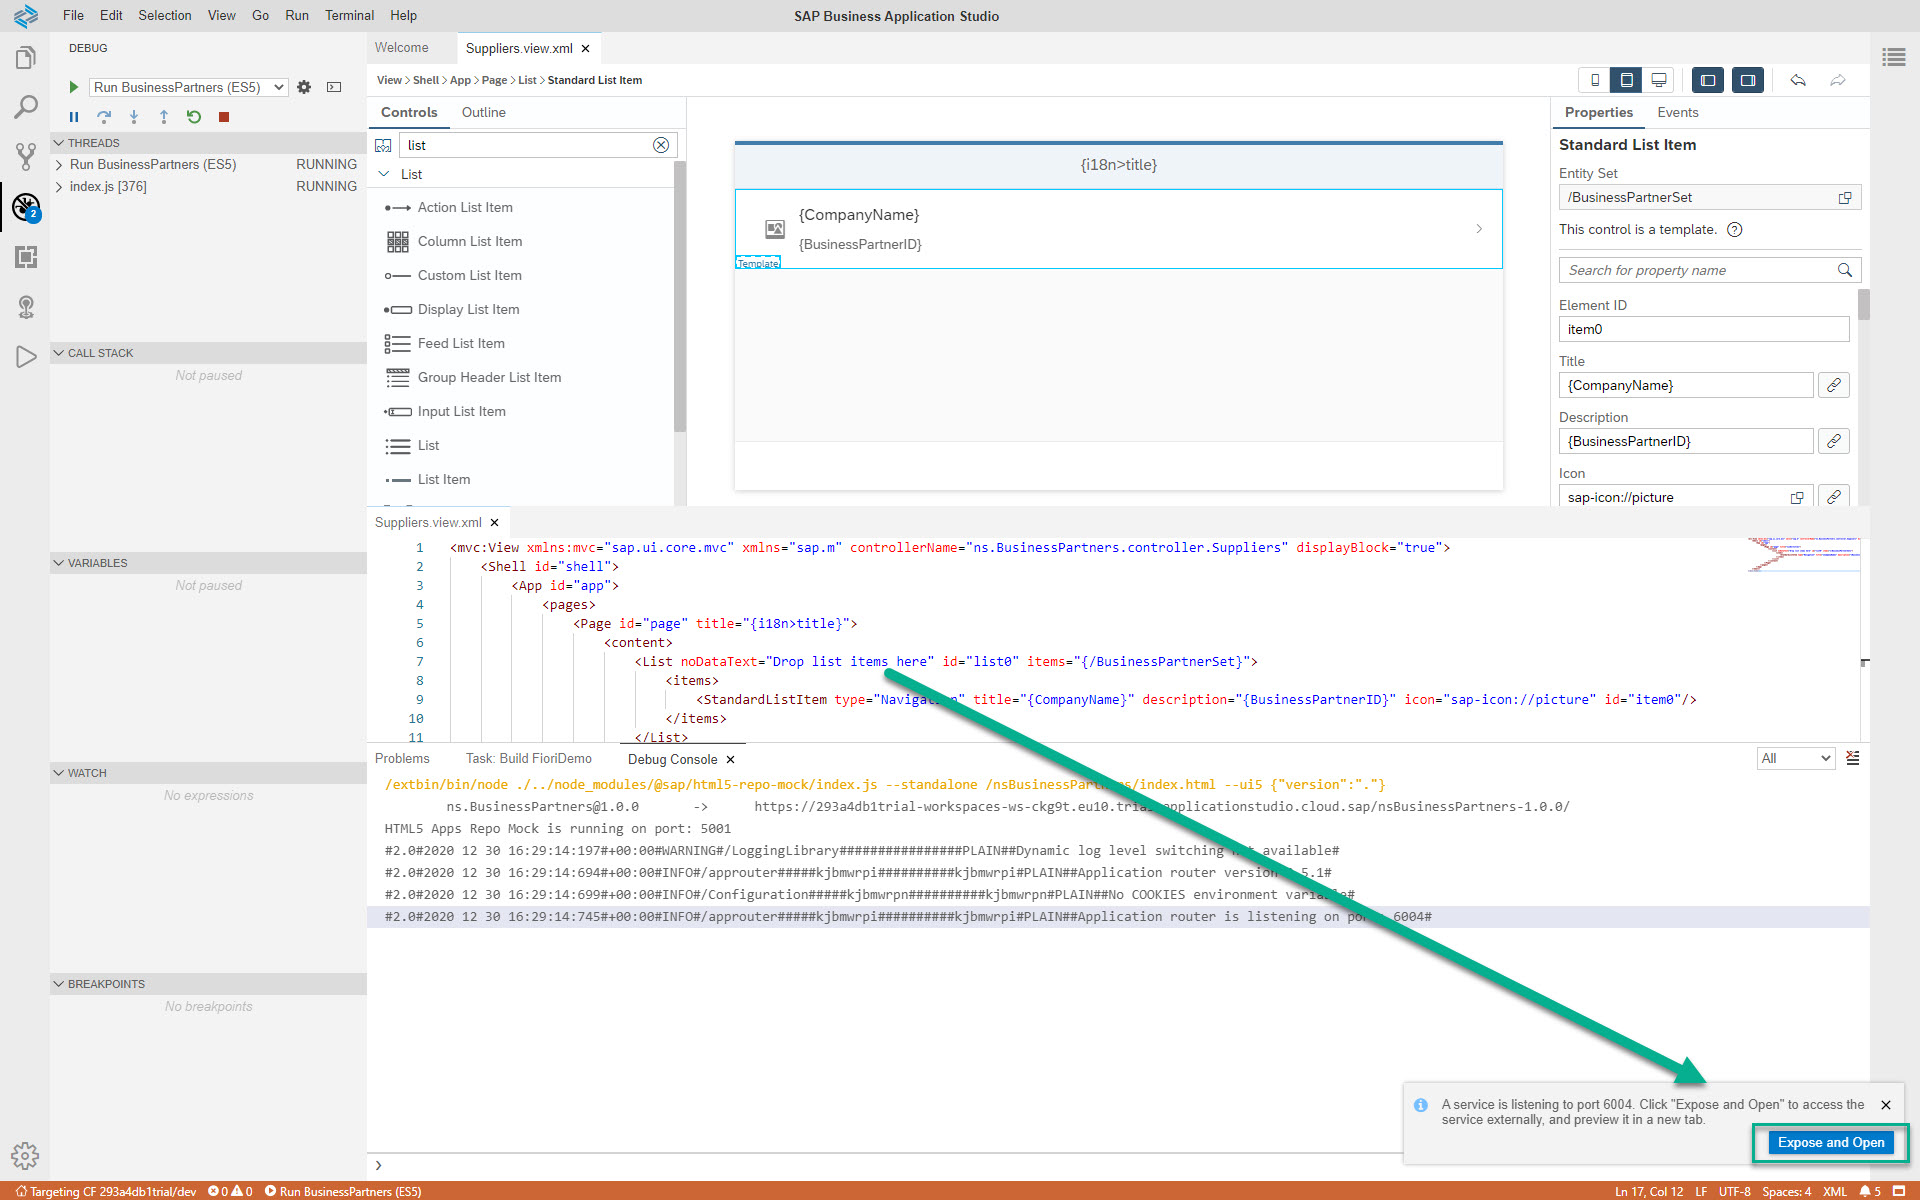 File Edit Selection View Go Run Terminal Help
SAP Business Application Studio
DEBUG
Run BusinessPartners (ES5)
THREADS
Run BusinessPartners (ES5) RUNNING
index.js [376] RUNNING
2
CALL STACK
Not paused
VARIABLES
Not paused
WATCH
No expressions
BREAKPOINTS
No breakpoints
Welcome
Suppliers.view.xml
View > Shell > App > Page > List > Standard List Item
Controls Outline
list
List
Action List Item
Column List Item
Custom List Item
Display List Item
Feed List Item
Group Header List Item
Input List Item
List
List Item
{i18n>title}
{CompanyName}
{BusinessPartnerID}
Template
Properties Events
Standard List Item
Entity Set
/BusinessPartnerSet
This control is a template.
Search for property name
Element ID
item0
Title
{CompanyName}
Description
{BusinessPartnerID}
Icon
sap-icon://picture
Suppliers.view.xml
1 <mvc:View xmlns:mvc="sap.ui.core.mvc" xmlns="sap.m" controllerName="ns.BusinessPartners.controller.Suppliers" displayBlock="true">
2 <Shell id="shell">
3 <App id="app">
4 <pages>
5 <Page id="page" title="{i18n>title}">
6 <content>
7 <List noDataText="Drop list items here" id="list0" items="{/BusinessPartnerSet}">
8 <items>
9 <StandardListItem type="Navigation" title="{CompanyName}" description="{BusinessPartnerID}" icon="sap-icon://picture" id="item0"/>
10 </items>
11 </List>
Problems Task: Build FioriDemo Debug Console
All
/extbin/bin/node ./../node_modules/@sap/html5-repo-mock/index.js --standalone /nsBusinessPartners/index.html --ui5 {"version":"."}
ns.BusinessPartners@1.0.0 -> https://293a4db1trial-workspaces-ws-ckg9t.eu10.trial.applicationstudio.cloud.sap/nsBusinessPartners-1.0.0/
HTML5 Apps Repo Mock is running on port: 5001
#2.0#2020 12 30 16:29:14:197#+00:00#WARNING#/LoggingLibrary################PLAIN##Dynamic log level switching not available#
#2.0#2020 12 30 16:29:14:694#+00:00#INFO#/approuter#####kjbmwrpi##########kjbmwrpi#PLAIN##Application router version 5.1#
#2.0#2020 12 30 16:29:14:699#+00:00#INFO#/Configuration#####kjbmwrpn##########kjbmwrpn#PLAIN##No COOKIES environment variable#
#2.0#2020 12 30 16:29:14:745#+00:00#INFO#/approuter#####kjbmwrpi##########kjbmwrpi#PLAIN##Application router is listening on port: 6004#
A service is listening to port 6004. Click "Expose and Open" to access the
service externally, and preview it in a new tab.
Expose and Open
Targeting CF 293a4db1trial/dev 0 0 Run BusinessPartners (ES5)
Ln 17, Col 12 LF UTF-8 Spaces: 4 XML 5